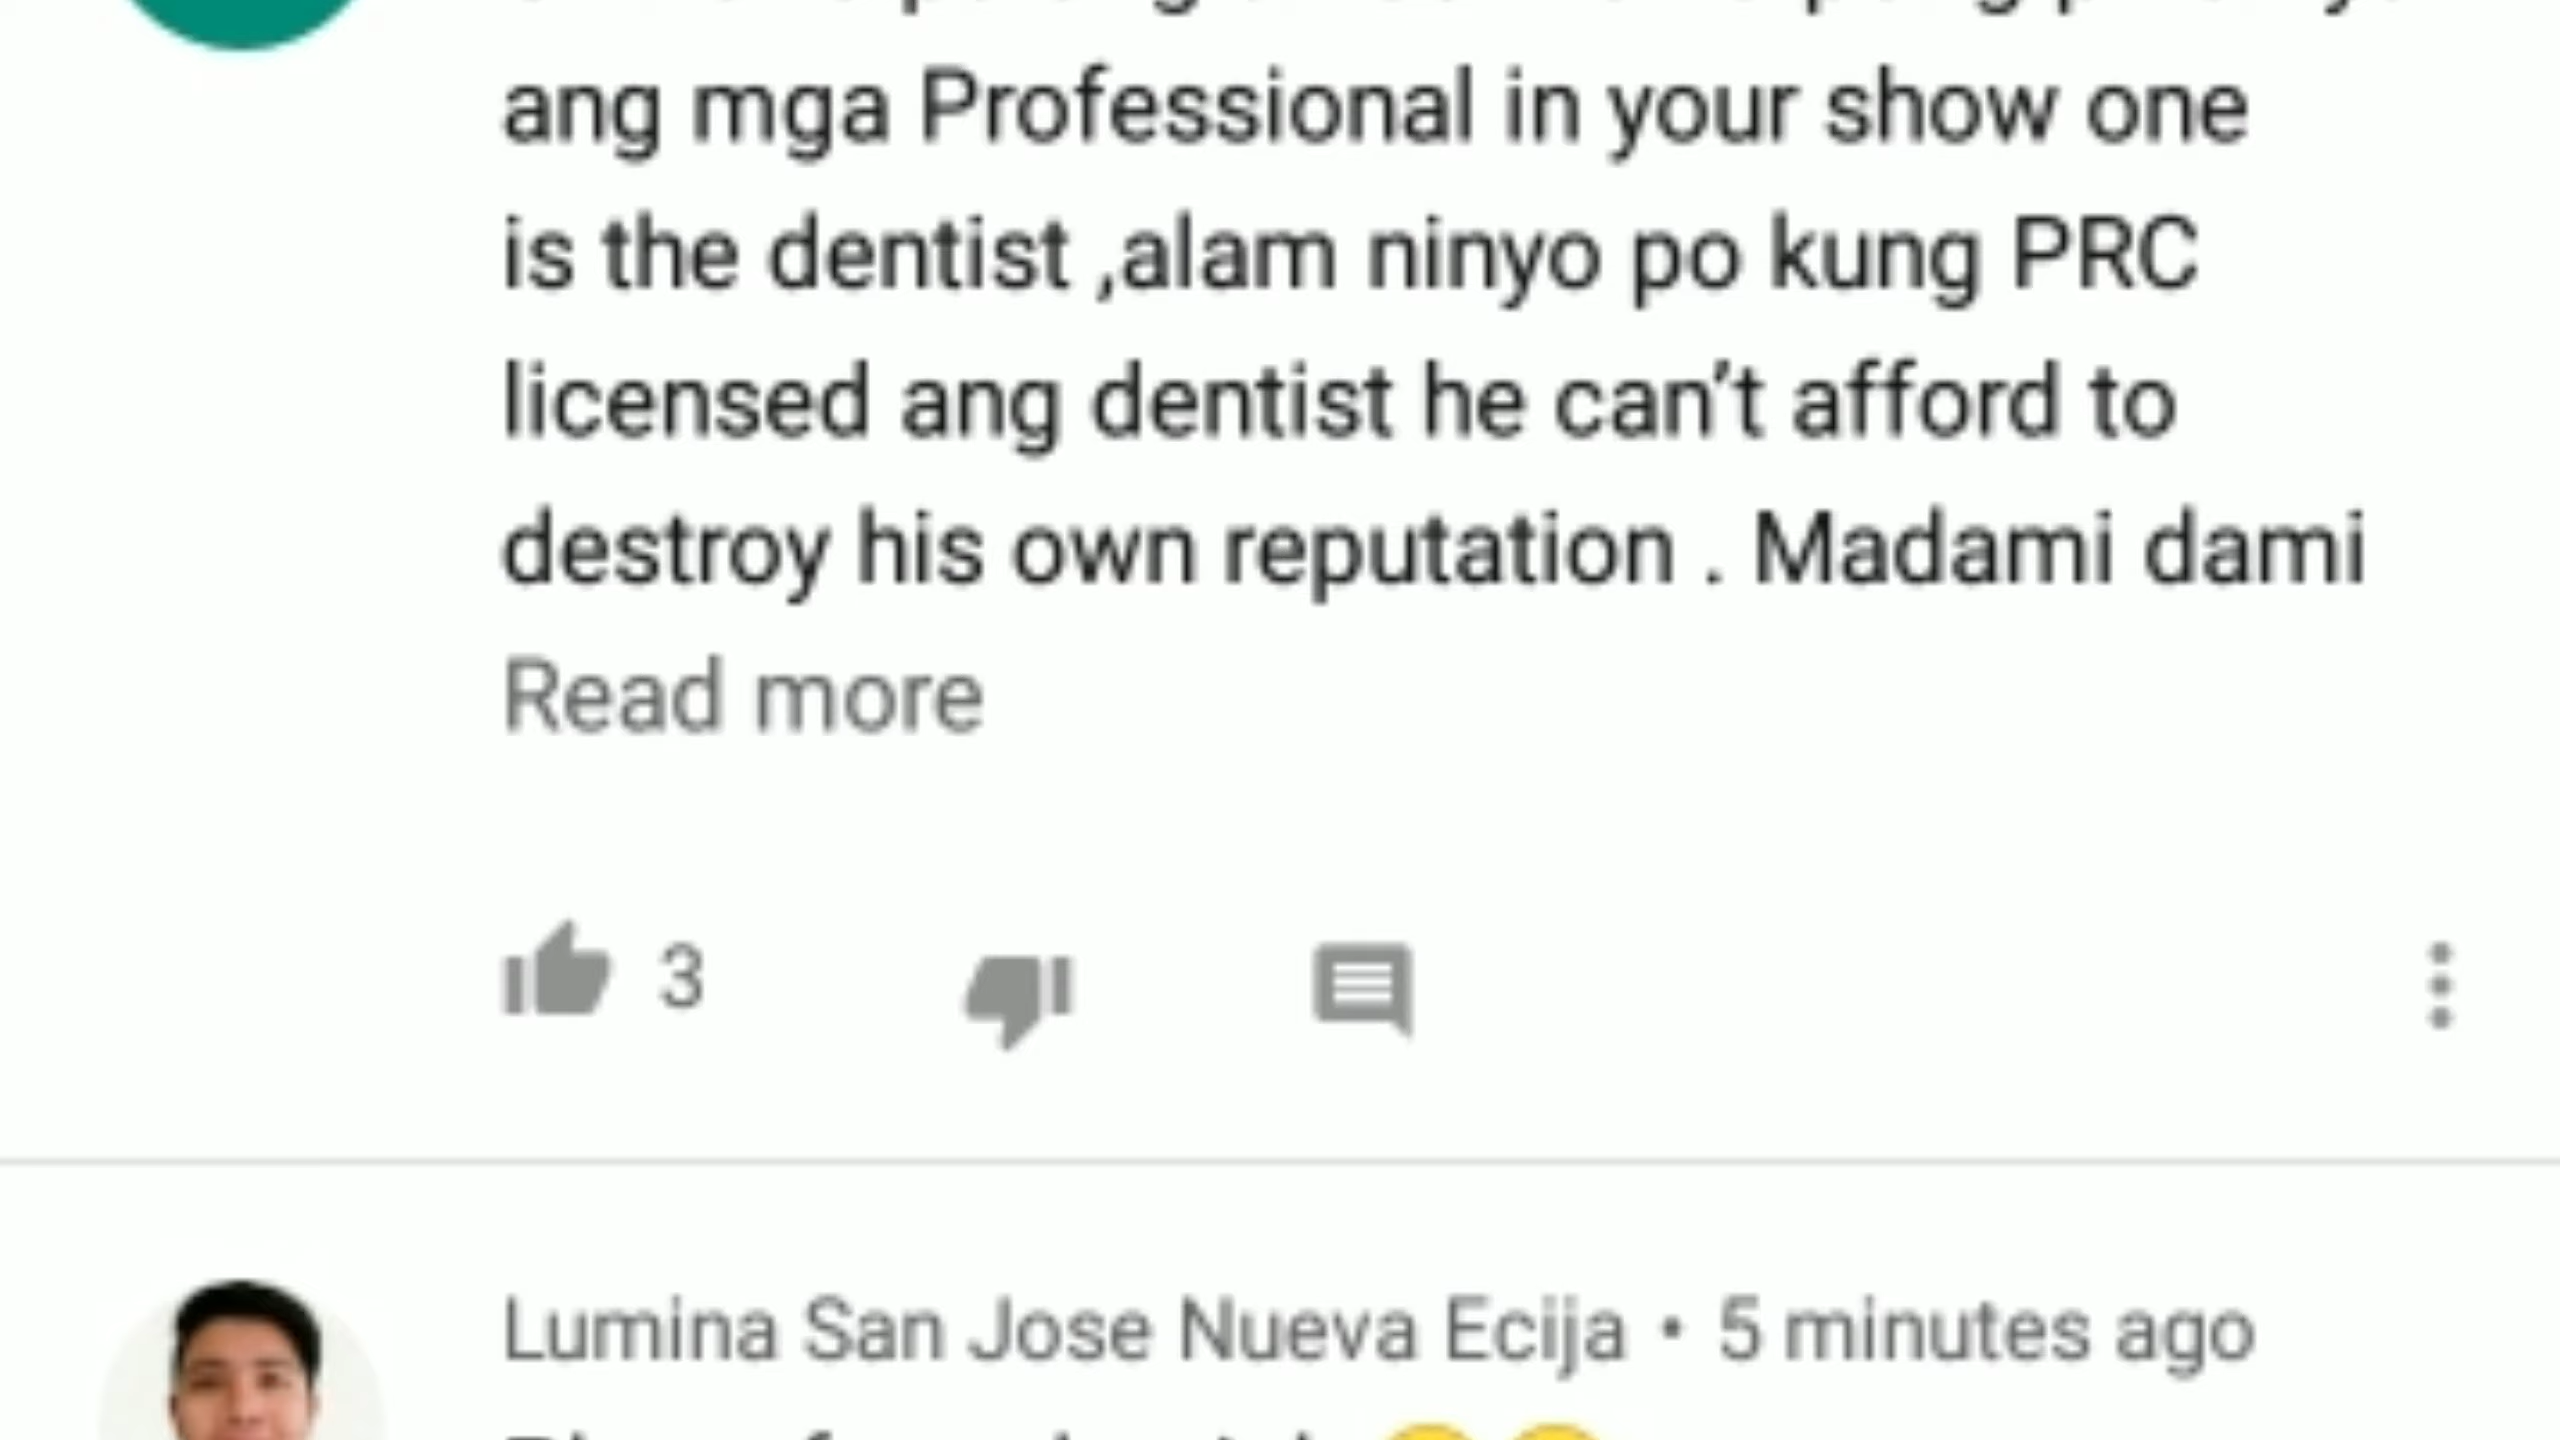 ang mga Professional in your show one
is the dentist ,alam ninyo po kung PRC
licensed ang dentist he can't afford to
destroy his own reputation . Madami dami
Read more
3
Lumina San Jose Nueva Ecija • 5 minutes ago